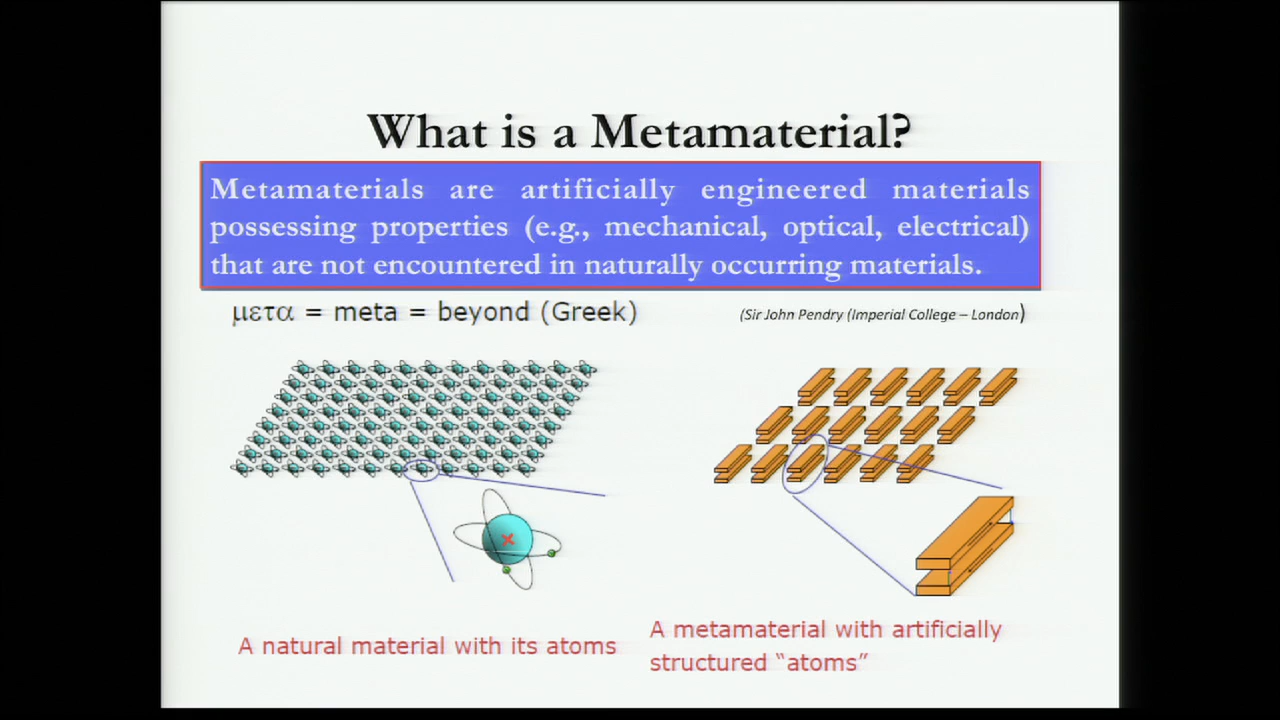 What is a Metamaterial?
Metamaterials are artificially engineered materials
possessing properties (e.g., mechanical, optical, electrical)
that are not encountered in naturally occurring materials.
μετα = meta = beyond (Greek)
(Sir John Pendry (Imperial College – London)
A natural material with its atoms
A metamaterial with artificially
structured “atoms”